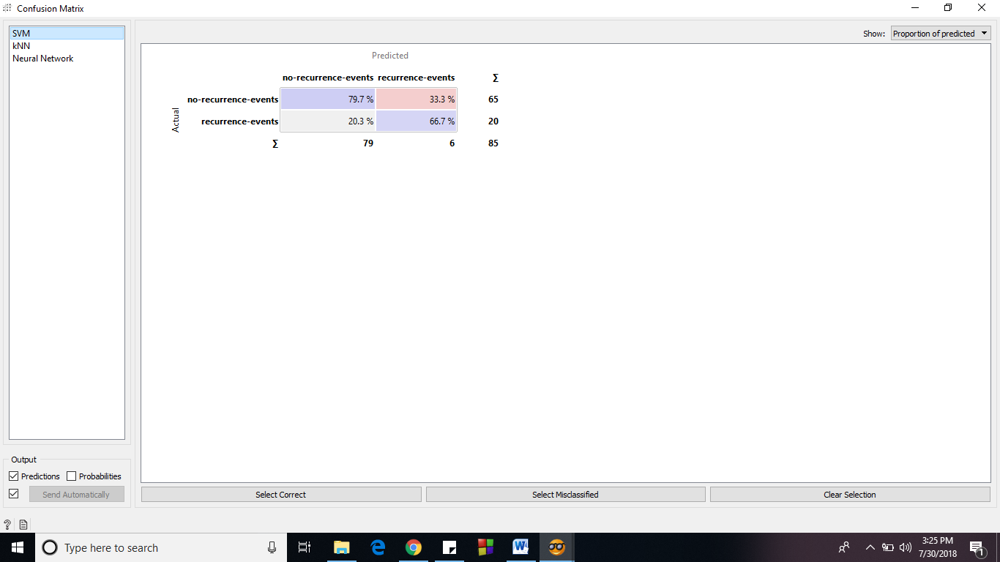 Confusion Matrix
SVM
kNN
Neural Network
Show: Proportion of predicted
Predicted
no-recurrence-events recurrence-events Σ
Actual
no-recurrence-events 79.7 % 33.3 % 65
recurrence-events 20.3 % 66.7 % 20
Σ 79 6 85
Output
Predictions Probabilities
Send Automatically
Select Correct Select Misclassified Clear Selection
?
Type here to search
3:25 PM
7/30/2018
1